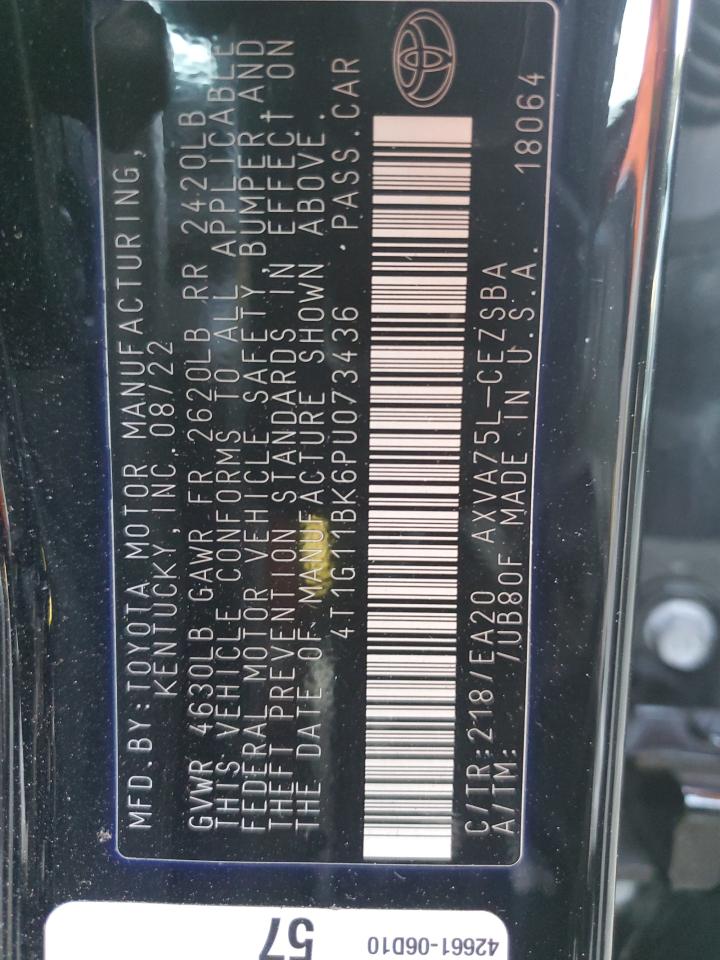 MFD.BY:TOYOTA MOTOR MANUFACTURING,
KENTUCKY,INC.08/22
GVWR 4630LB GAWR FR 2620LB RR 2420LB
THIS VEHICLE CONFORMS TO ALL APPLICABLE
FEDERAL MOTOR VEHICLE SAFETY, BUMPER,AND
THEFT PREVENTION STANDARDS IN EFFECT ON
THE DATE OF MANUFACTURE SHOWN ABOVE.
4T1G11BK6PU073436 .PASS.CAR
C/TR:218/EA20 AXVA75L-CEZSBA
A/TM: /UB80F MADE IN U.S.A. 18064
57
42661-06D10